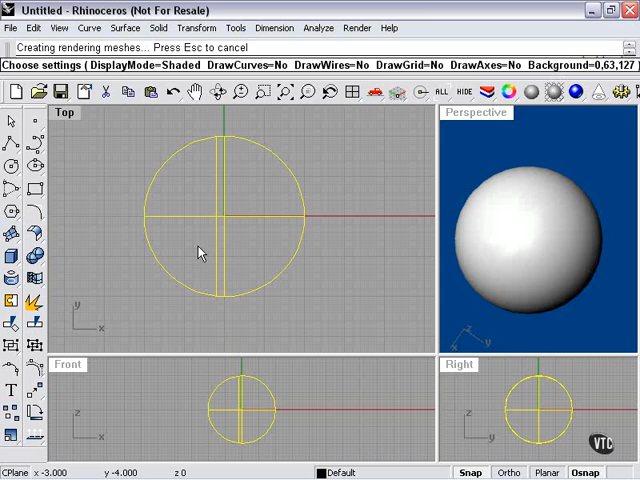 Untitled - Rhinoceros (Not For Resale)
File Edit View Curve Surface Solid Transform Tools Dimension Analyze Render Help
Creating rendering meshes... Press Esc to cancel
Choose settings ( DisplayMode=Shaded DrawCurves=No DrawWires=No DrawGrid=No DrawAxes=No Background=0,63,127 )
ALL HIDE
Top
Perspective
y
x
z
y
x
Front
Right
z
x
z
y
T
VTC
CPlane x -3.000 y -4.000 z 0 Default Snap Ortho Planar Osnap